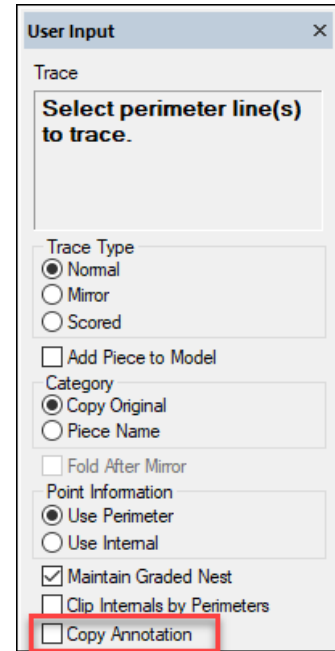 User Input
Trace
Select perimeter line(s)
to trace.
Trace Type
Normal
Mirror
Scored
Add Piece to Model
Category
Copy Original
Piece Name
Fold After Mirror
Point Information
Use Perimeter
Use Internal
Maintain Graded Nest
Clip Internals by Perimeters
Copy Annotation